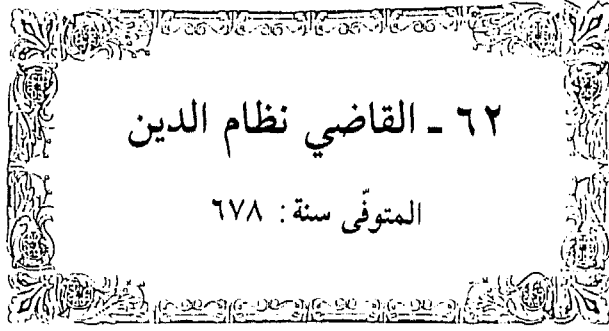 ٦٢ - القاضي نظام الدين
المتوفّى سنة : ٦٧٨